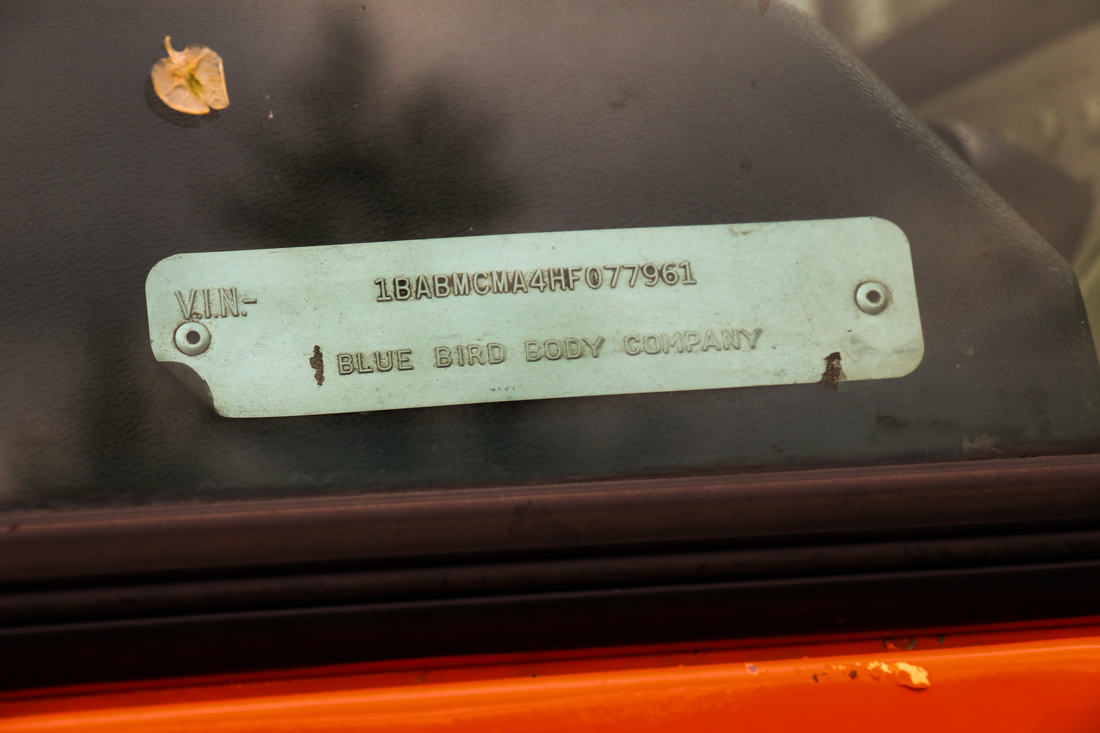 V.I.N.-
1BABMCMA4HF077961
BLUE BIRD BODY COMPANY